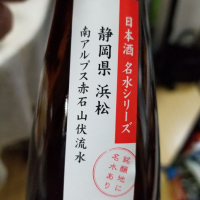 日本酒 名水シリーズ
静岡県 浜松
南アルプス赤石山伏流水
銘醸地に
名水あり